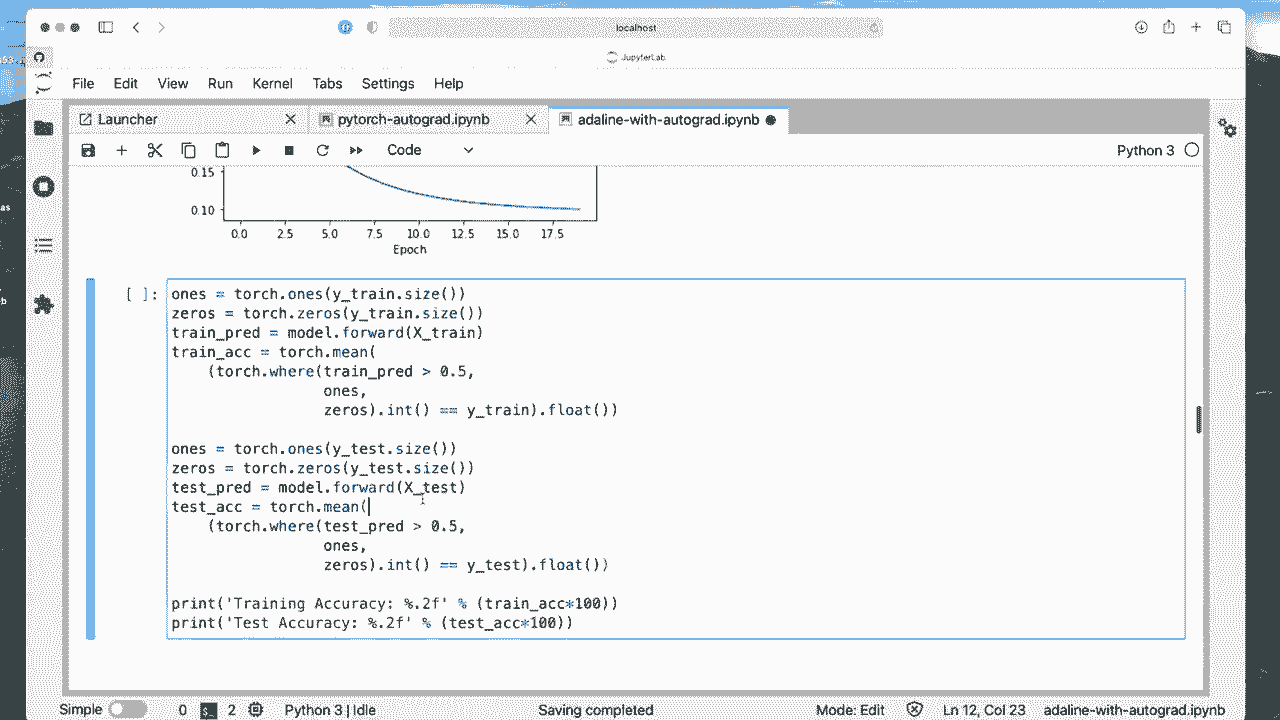 localhost
JupyterLab
File Edit View Run Kernel Tabs Settings Help
Launcher pytorch-autograd.ipynb adaline-with-autograd.ipynb
Code Python 3
0.15
0.10
0.0 2.5 5.0 7.5 10.0 12.5 15.0 17.5
Epoch
[ ]: ones = torch.ones(y_train.size())
zeros = torch.zeros(y_train.size())
train_pred = model.forward(X_train)
train_acc = torch.mean(
(torch.where(train_pred > 0.5,
ones,
zeros).int() == y_train).float())
ones = torch.ones(y_test.size())
zeros = torch.zeros(y_test.size())
test_pred = model.forward(X_test)
test_acc = torch.mean(
(torch.where(test_pred > 0.5,
ones,
zeros).int() == y_test).float())
print('Training Accuracy: %.2f' % (train_acc*100))
print('Test Accuracy: %.2f' % (test_acc*100))
as
b
Simple 0 $_ 2 Python 3 | Idle Saving completed Mode: Edit Ln 12, Col 23 adaline-with-autograd.ipynb